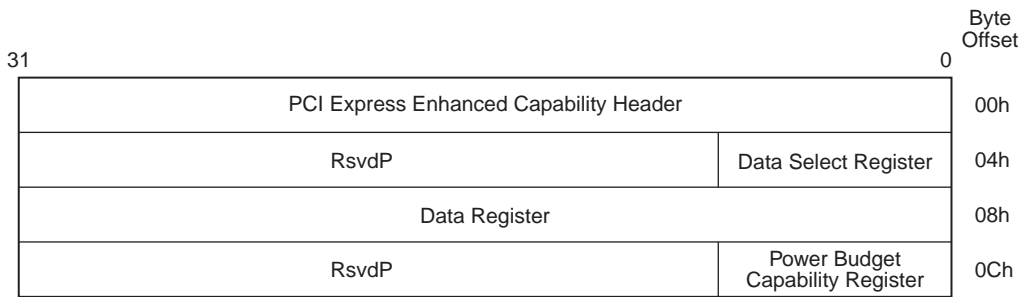 Byte
Offset
31 0
PCI Express Enhanced Capability Header 00h
RsvdP Data Select Register 04h
Data Register 08h
RsvdP Power Budget
Capability Register 0Ch